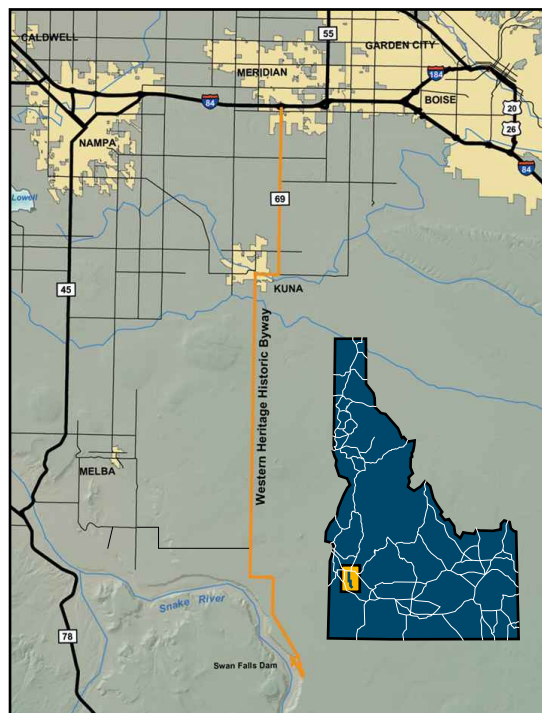 CALDWELL
55
GARDEN CITY
MERIDIAN
184
84
BOISE
20
26
NAMPA
84
Lowell
69
45
KUNA
Western Heritage Historic Byway
MELBA
Snake River
78
Swan Falls Dam